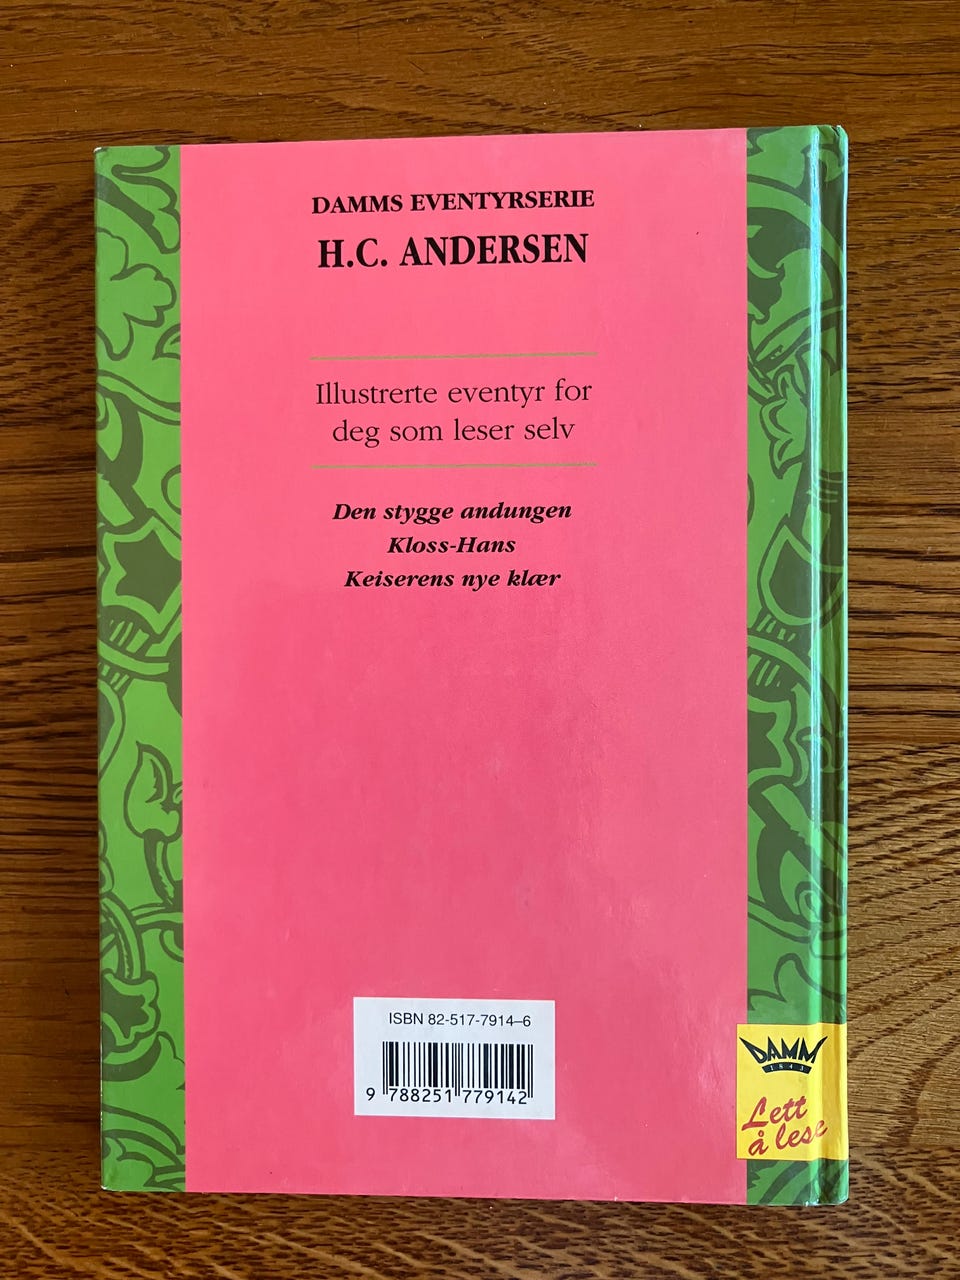 DAMMS EVENTYRSERIE
H.C. ANDERSEN
Illustrerte eventyr for
deg som leser selv
Den stygge andungen
Kloss-Hans
Keiserens nye klær
ISBN 82-517-7914-6
9 788251 779142
DAMM
1843
Lett
å lese